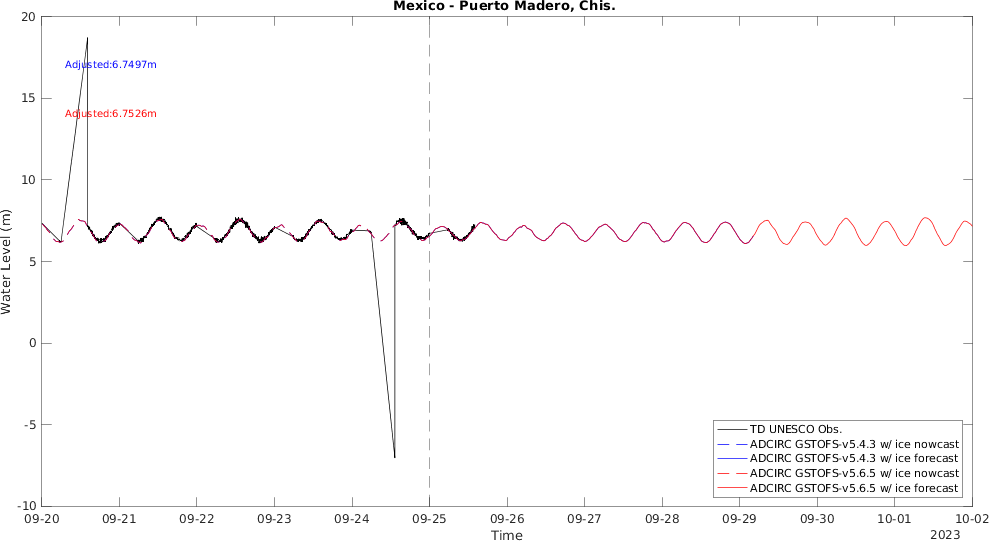 Mexico - Puerto Madero, Chis.
20
15
10
5
0
-5
-10
Water Level (m)
Adjusted:6.7497m
Adjusted:6.7526m
TD UNESCO Obs.
ADCIRC GSTOFS-v5.4.3 w/ ice nowcast
ADCIRC GSTOFS-v5.4.3 w/ ice forecast
ADCIRC GSTOFS-v5.6.5 w/ ice nowcast
ADCIRC GSTOFS-v5.6.5 w/ ice forecast
09-20 09-21 09-22 09-23 09-24 09-25 09-26 09-27 09-28 09-29 09-30 10-01 10-02
Time
2023